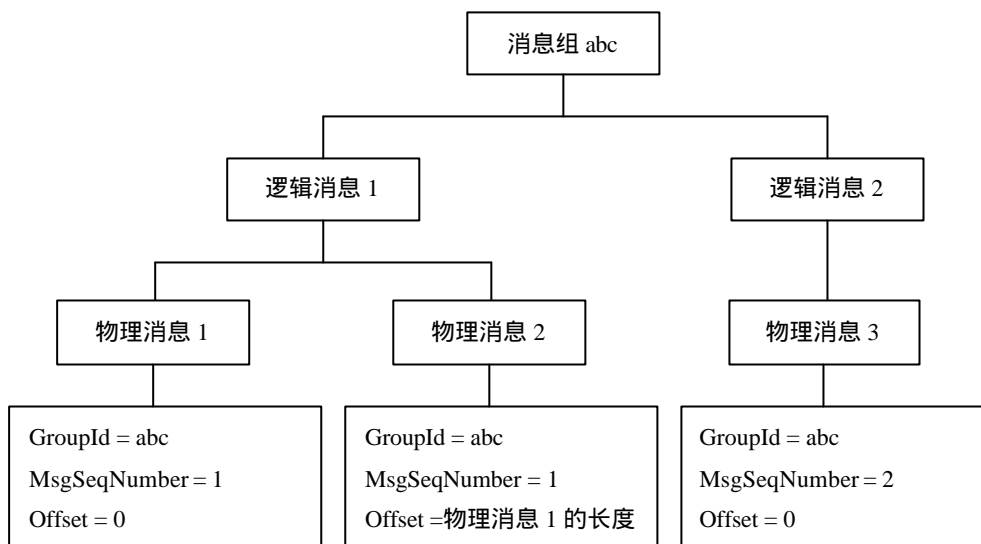 消息组 abc
逻辑消息 1
逻辑消息 2
物理消息 1
物理消息 2
物理消息 3
GroupId = abc
MsgSeqNumber = 1
Offset = 0
GroupId = abc
MsgSeqNumber = 1
Offset =物理消息 1 的长度
GroupId = abc
MsgSeqNumber = 2
Offset = 0